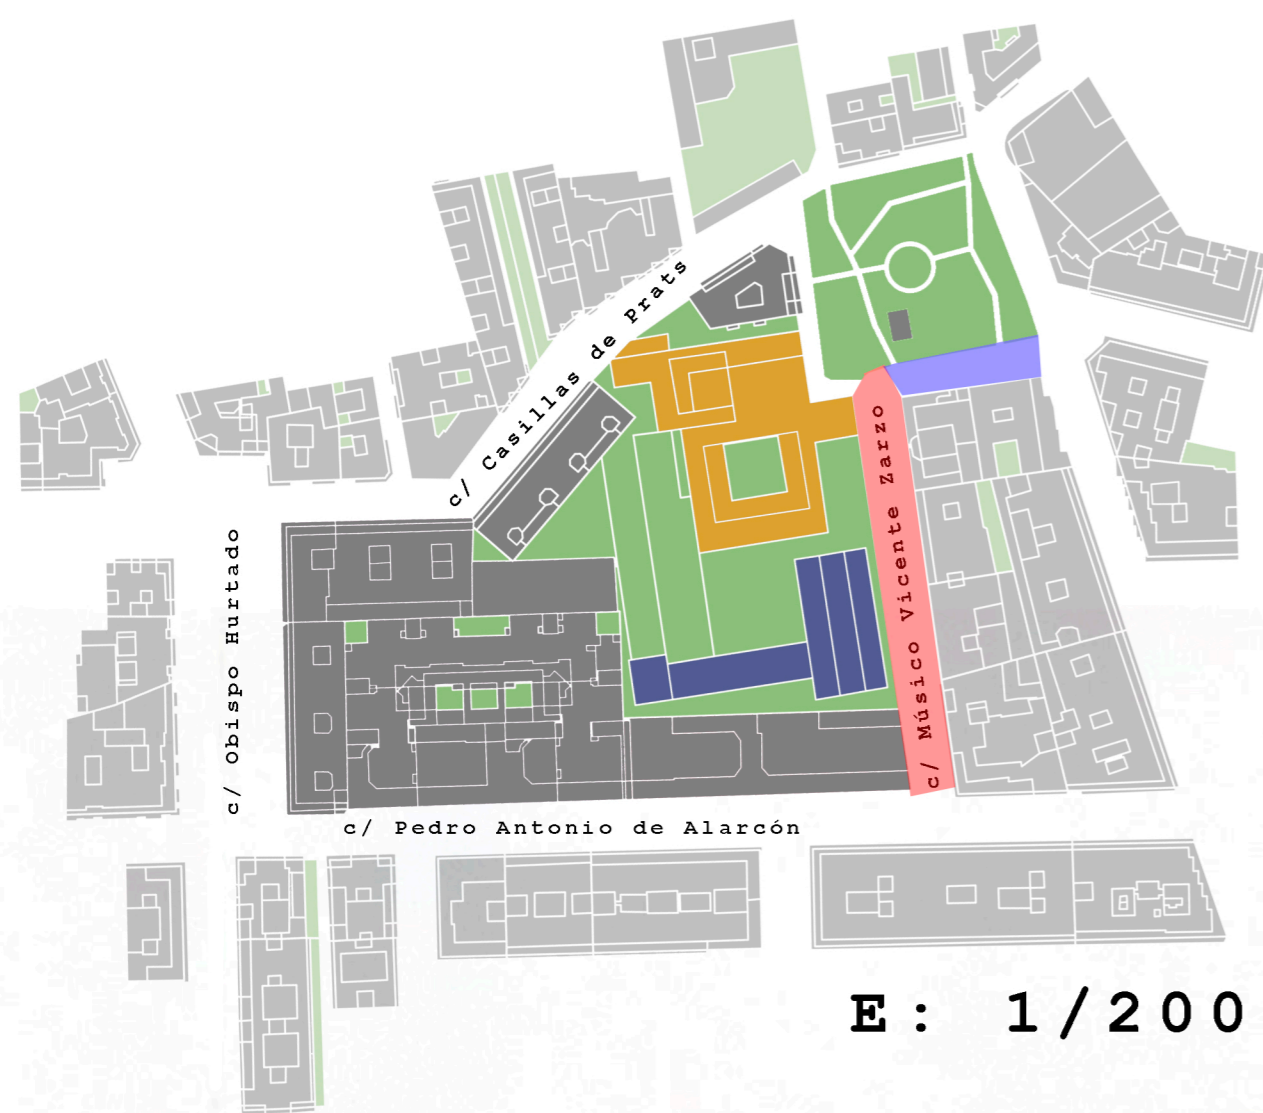 c/ Casillas de Prats
c/ Músico Vicente Zarzo
c/ Obispo Hurtado
c/ Pedro Antonio de Alarcón
E: 1/200